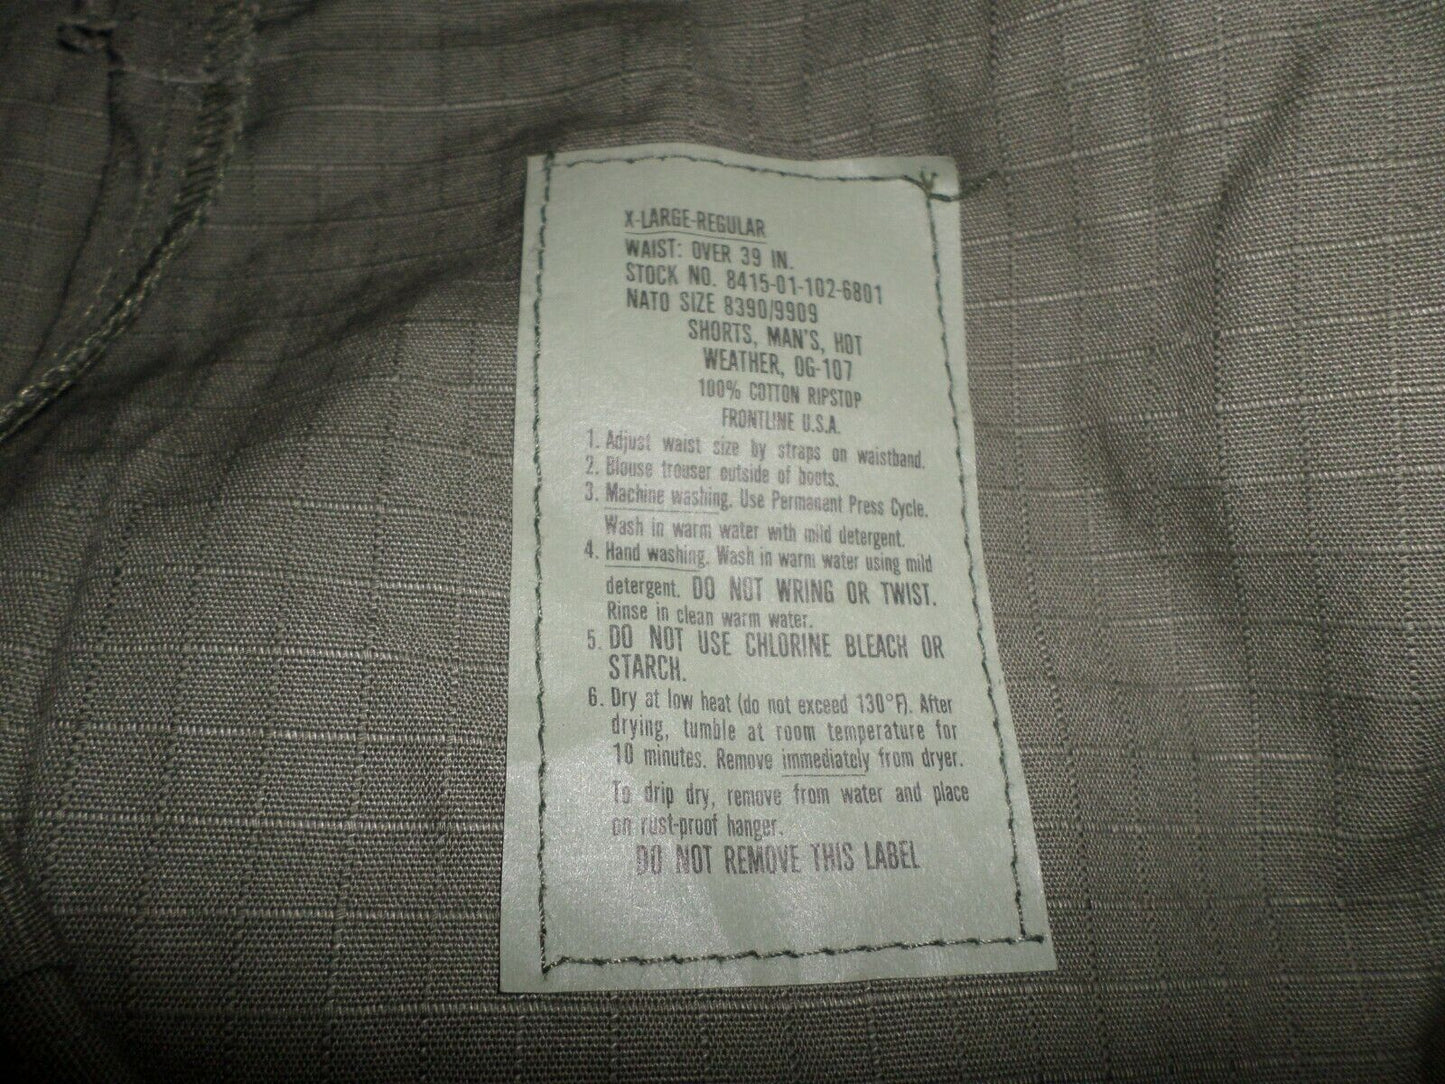 X-LARGE-REGULAR
WAIST: OVER 39 IN.
STOCK NO. 8415-01-102-6801
NATO SIZE 8390/9909
SHORTS, MAN'S, HOT
WEATHER, OG-107
100% COTTON RIPSTOP
FRONTLINE U.S.A.
1. Adjust waist size by straps on waistband.
2. Blouse trouser outside of boots.
3. Machine washing. Use Permanent Press Cycle.
Wash in warm water with mild detergent.
4. Hand washing. Wash in warm water using mild
detergent. DO NOT WRING OR TWIST.
Rinse in clean warm water.
5. DO NOT USE CHLORINE BLEACH OR
STARCH.
6. Dry at low heat (do not exceed 130°F). After
drying, tumble at room temperature for
10 minutes. Remove immediately from dryer.
To drip dry, remove from water and place
on rust-proof hanger.
DO NOT REMOVE THIS LABEL